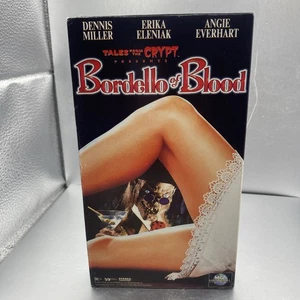 DENNIS MILLER
ERIKA ELENIAK
ANGIE EVERHART
TALES FROM THE CRYPT
PRESENTS
Bordello of Blood